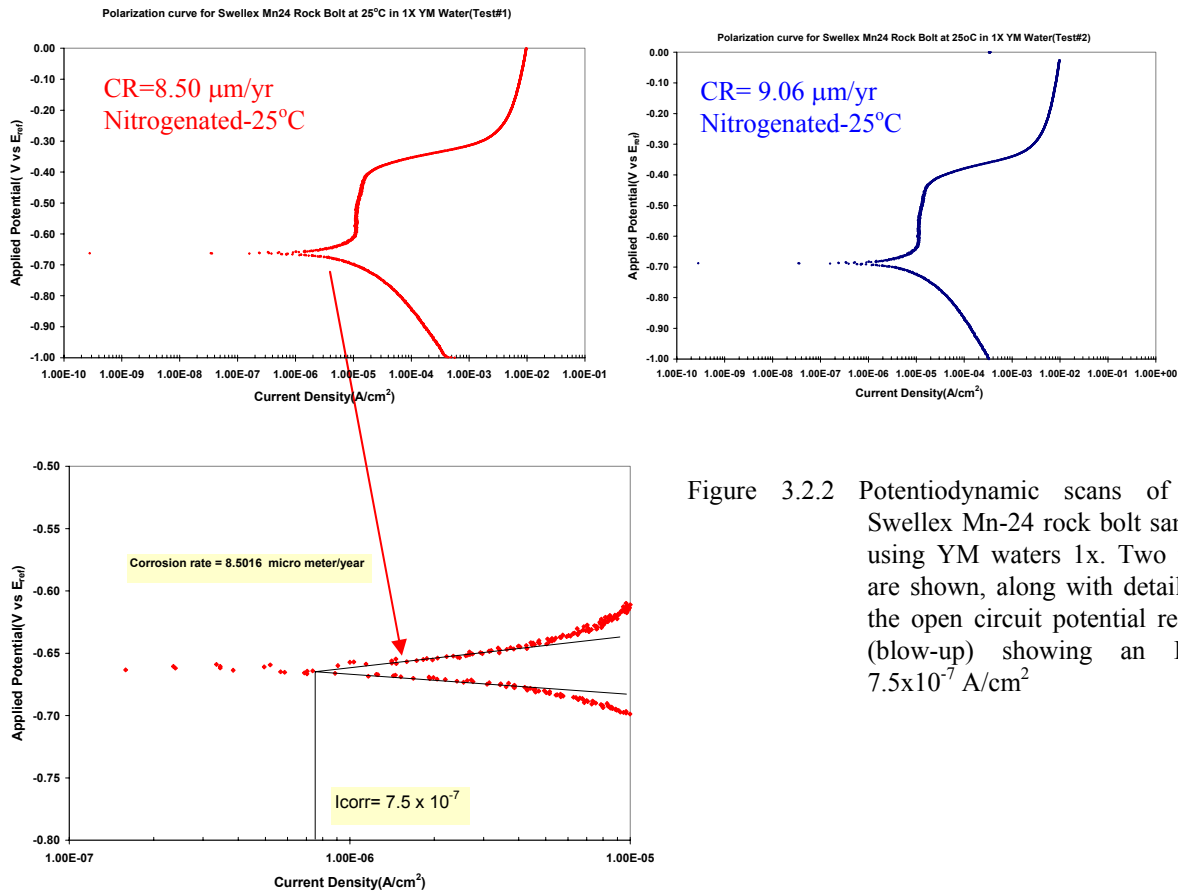 Polarization curve for Swellex Mn24 Rock Bolt at 25°C in 1X YM Water(Test#1)
CR=8.50 μm/yr
Nitrogenated-25°C
Applied Potential( V vs Eref)
0.00
-0.10
-0.20
-0.30
-0.40
-0.50
-0.60
-0.70
-0.80
-0.90
-1.00
1.00E-10 1.00E-09 1.00E-08 1.00E-07 1.00E-06 1.00E-05 1.00E-04 1.00E-03 1.00E-02 1.00E-01
Current Density(A/cm²)
Polarization curve for Swellex Mn24 Rock Bolt at 25oC in 1X YM Water(Test#2)
CR= 9.06 μm/yr
Nitrogenated-25°C
Applied Potential(V vs Eref)
0.00
-0.10
-0.20
-0.30
-0.40
-0.50
-0.60
-0.70
-0.80
-0.90
-1.00
1.00E-10 1.00E-09 1.00E-08 1.00E-07 1.00E-06 1.00E-05 1.00E-04 1.00E-03 1.00E-02 1.00E-01 1.00E+00
Current Density(A/cm²)
Applied Potential(V vs Eref)
-0.50
-0.55
-0.60
-0.65
-0.70
-0.75
-0.80
Corrosion rate = 8.5016 micro meter/year
Icorr= 7.5 x 10⁻⁷
1.00E-07 1.00E-06 1.00E-05
Current Density(A/cm²)
Figure 3.2.2 Potentiodynamic scans of
Swellex Mn-24 rock bolt
using YM waters 1x. Two
are shown, along with detail
the open circuit potential
(blow-up) showing an
7.5x10⁻⁷ A/cm²